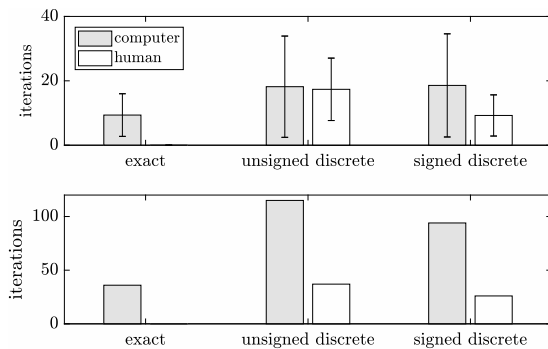 40
computer
human
20
iterations
0
exact unsigned discrete signed discrete
100
50
iterations
0
exact unsigned discrete signed discrete